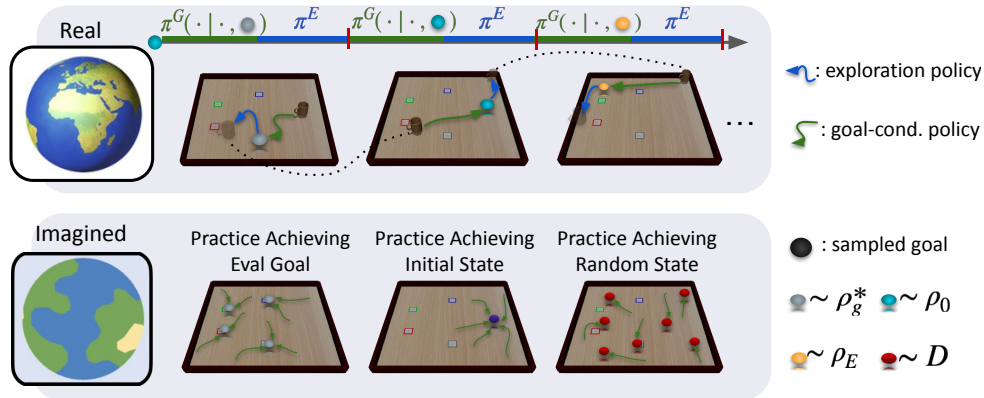 Real
π^G(·|·, ) π^E π^G(·|·, ) π^E π^G(·|·, ) π^E
: exploration policy
: goal-cond. policy
...
Imagined
Practice Achieving
Eval Goal
Practice Achieving
Initial State
Practice Achieving
Random State
: sampled goal
~ ρ_g^* ~ ρ_0
~ ρ_E ~ D